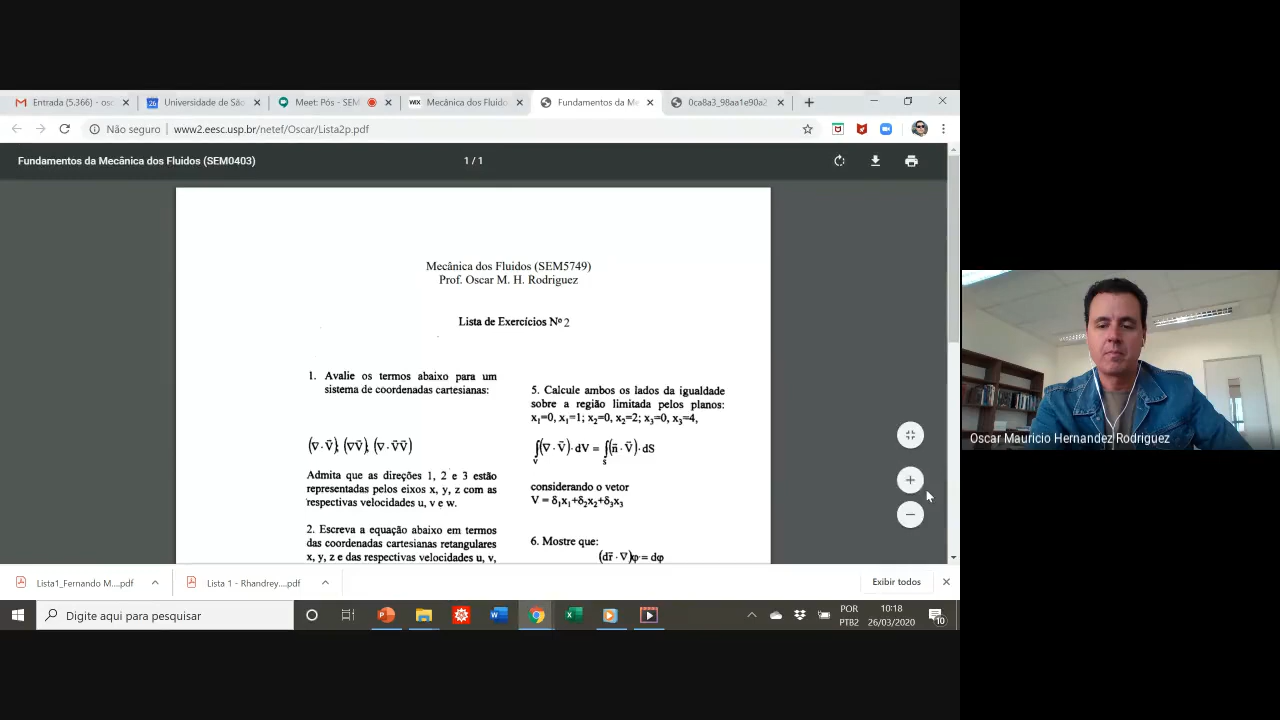 Entrada (5.366) - osc
Universidade de São
Meet: Pós - SEM
Mecânica dos Fluido
Fundamentos da Me
0ca8a3_98aa1e90a2
Não seguro
www2.eesc.usp.br/netef/Oscar/Lista2p.pdf
Fundamentos da Mecânica dos Fluidos (SEM0403)
1 / 1
Mecânica dos Fluidos (SEM5749)
Prof. Oscar M. H. Rodriguez
Lista de Exercícios Nº 2
1. Avalie os termos abaixo para um
sistema de coordenadas cartesianas:
(∇·V̄); (∇V̄); (∇·V̄V̄)
Admita que as direções 1, 2 e 3 estão
representadas pelos eixos x, y, z com as
respectivas velocidades u, v e w.
2. Escreva a equação abaixo em termos
das coordenadas cartesianas retangulares
x, y, z e das respectivas velocidades u, v,
5. Calcule ambos os lados da igualdade
sobre a região limitada pelos planos:
x₁=0, x₁=1; x₂=0, x₂=2; x₃=0, x₃=4,
∫(∇·V̄)·dV = ∫(n̄·V̄)·dS
v s
considerando o vetor
V = δ₁x₁+δ₂x₂+δ₃x₃
6. Mostre que:
(dr̄·∇)φ = dφ
Oscar Mauricio Hernandez Rodriguez
Lista1_Fernando M....pdf
Lista 1 - Rhandrey....pdf
Exibir todos
Digite aqui para pesquisar
POR
PTB2
10:18
26/03/2020
10